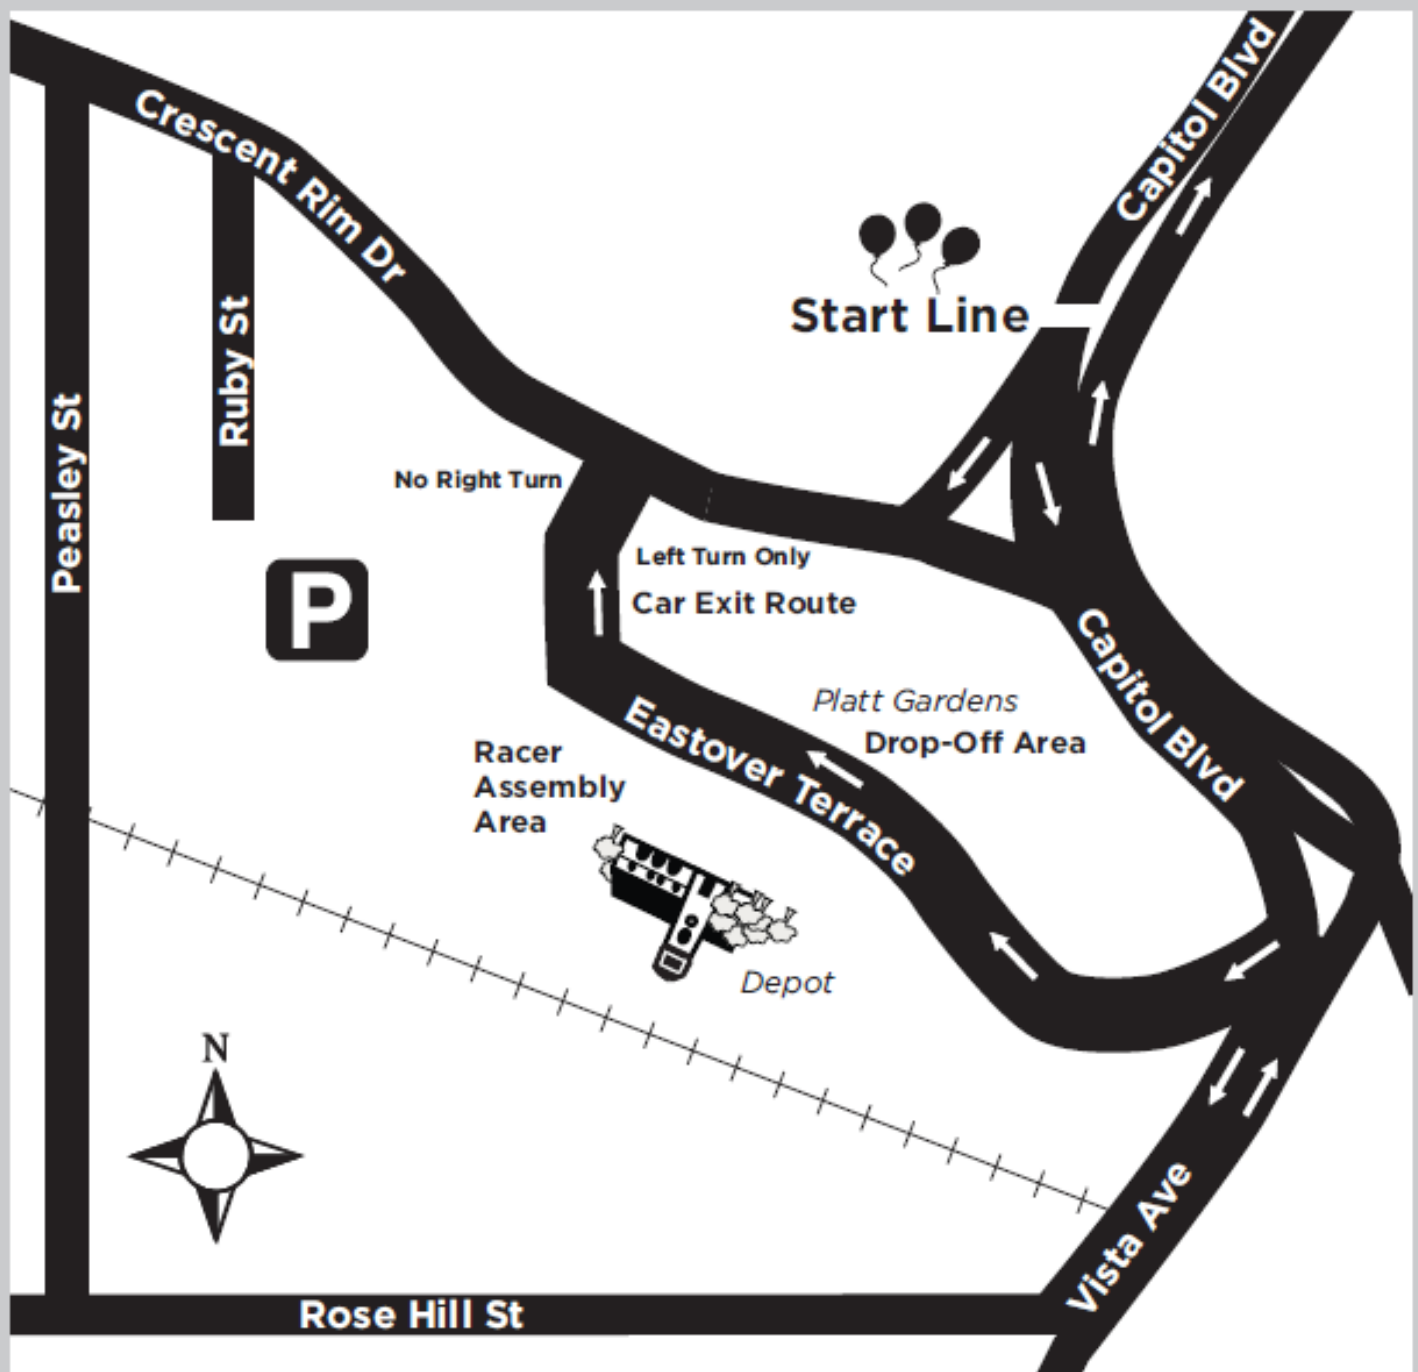 Capitol Blvd
Crescent Rim Dr
Start Line
Ruby St
Peasley St
No Right Turn
Left Turn Only
Car Exit Route
P
Capitol Blvd
Platt Gardens
Drop-Off Area
Eastover Terrace
Racer
Assembly
Area
Depot
N
Vista Ave
Rose Hill St